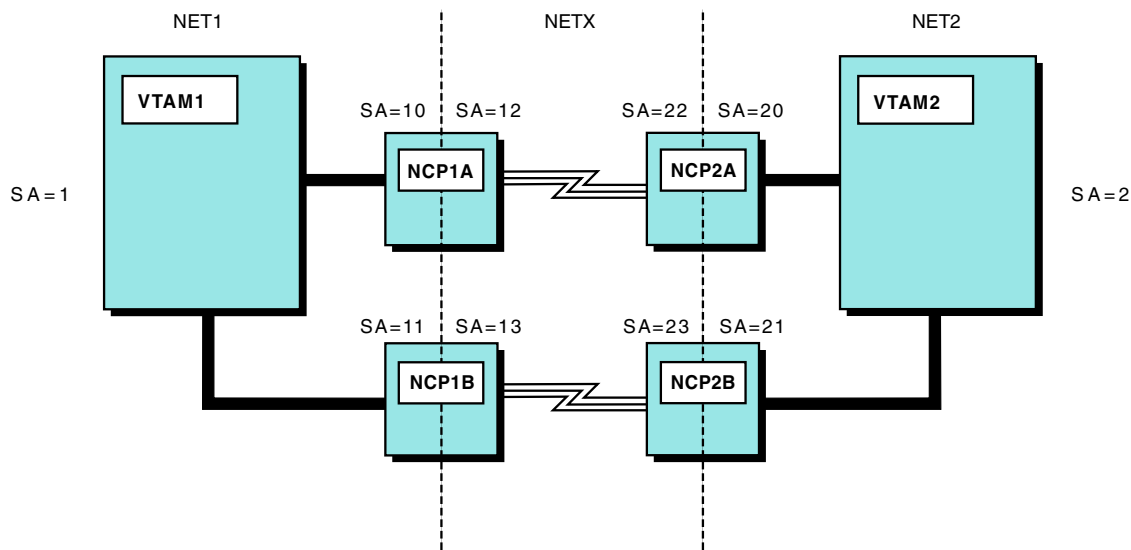 NET1
NETX
NET2
VTAM1
VTAM2
SA=10
SA=12
SA=22
SA=20
NCP1A
NCP2A
SA=1
SA=2
SA=11
SA=13
SA=23
SA=21
NCP1B
NCP2B